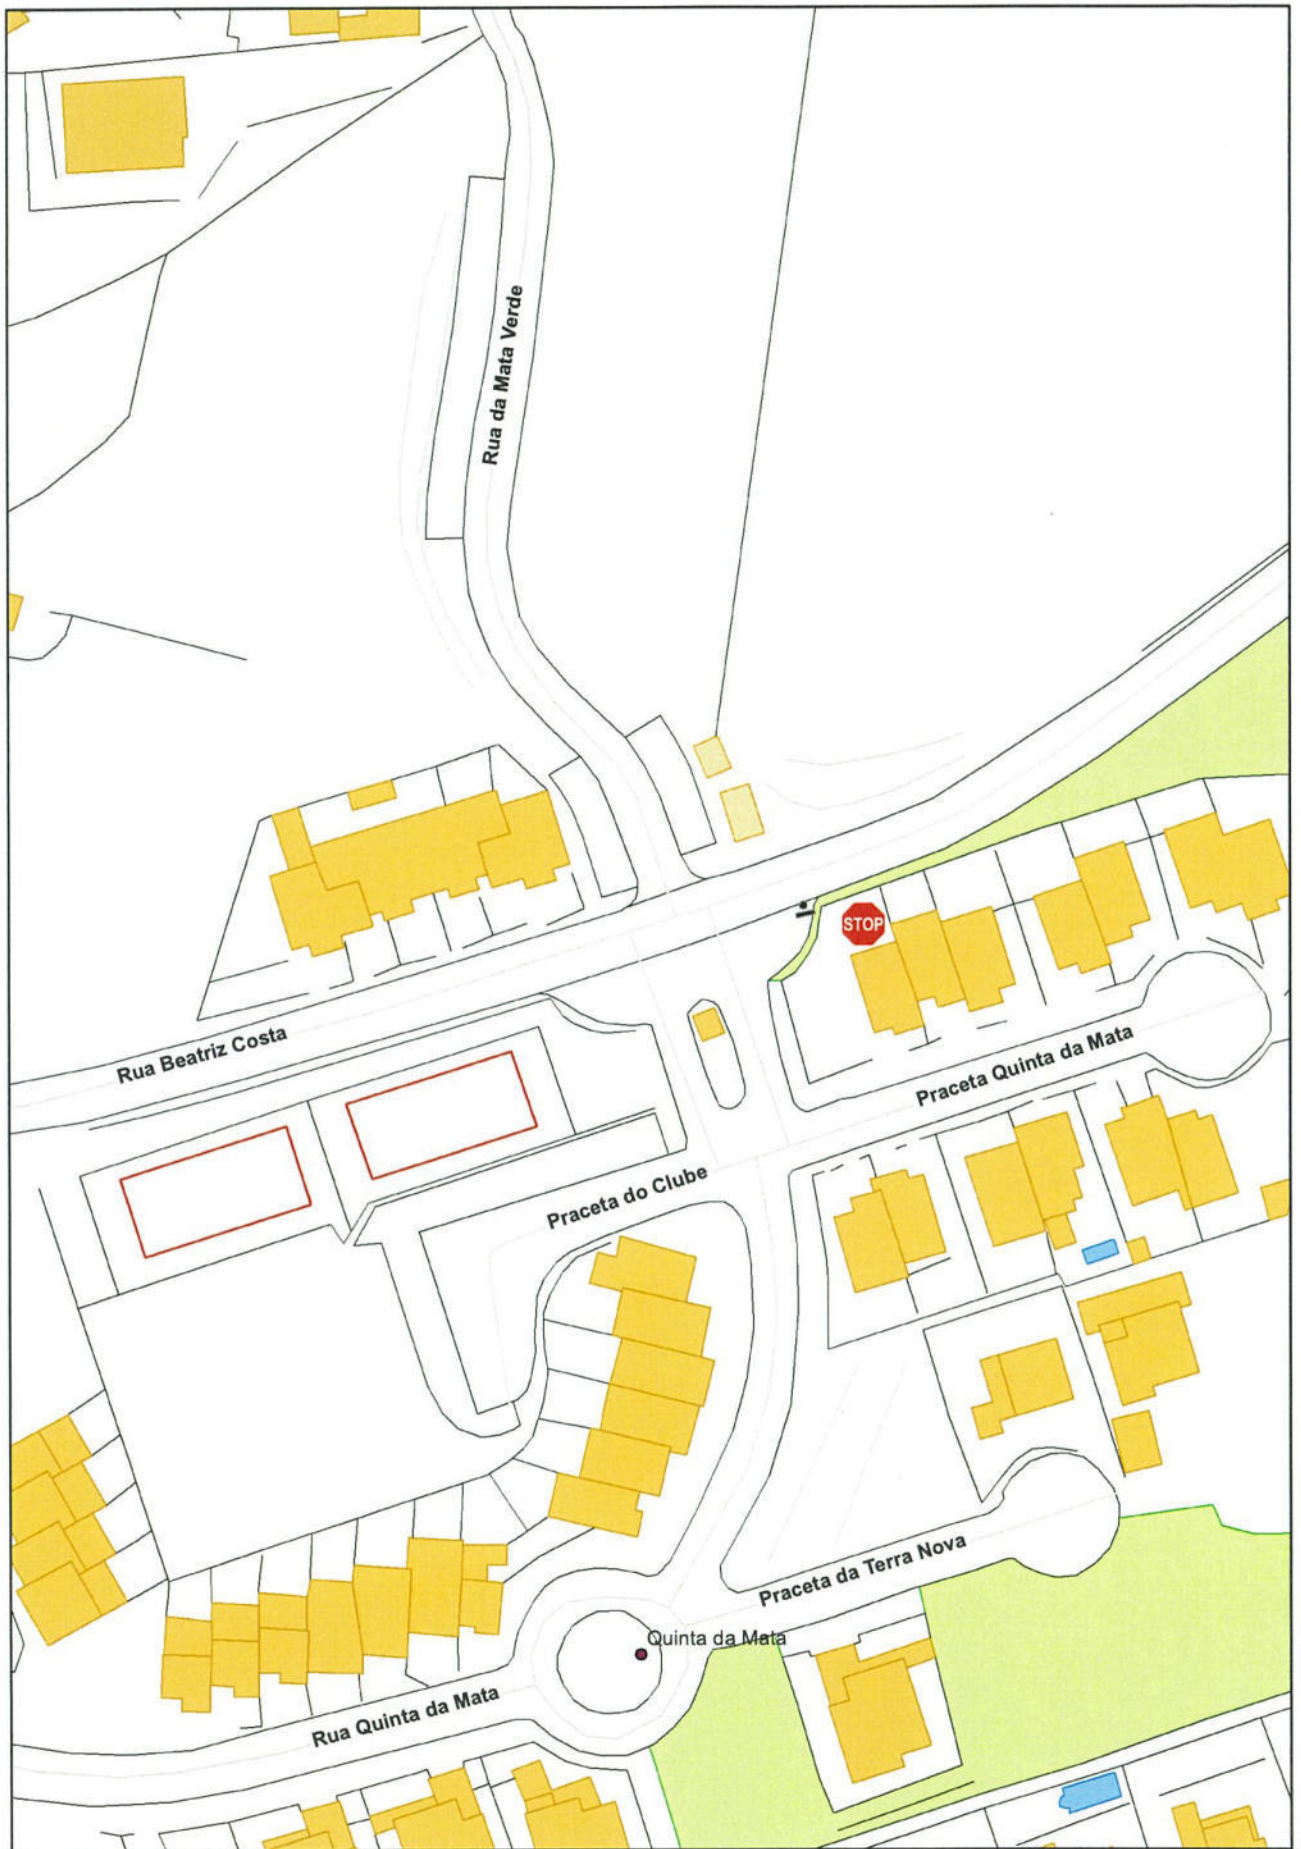 Rua da Mata Verde
STOP
Rua Beatriz Costa
Praceta Quinta da Mata
Praceta do Clube
Praceta da Terra Nova
Quinta da Mata
Rua Quinta da Mata